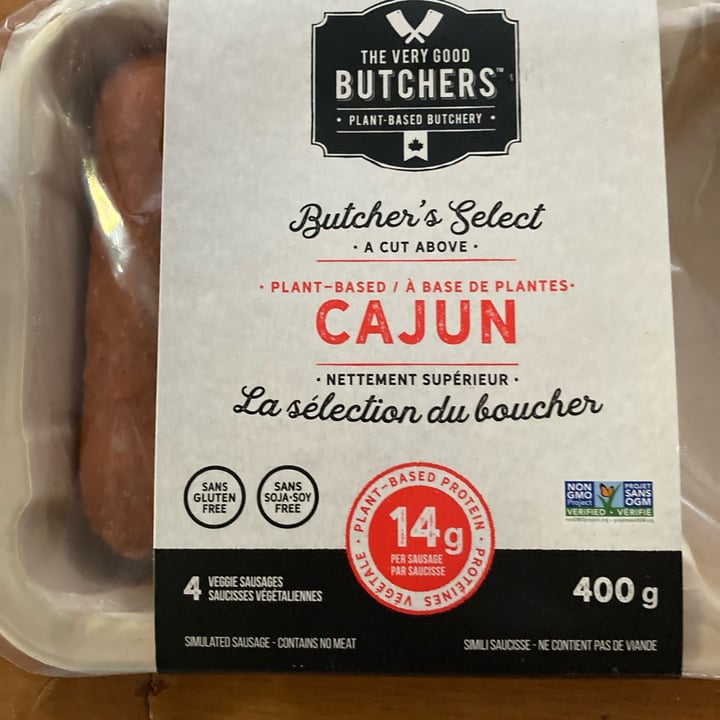 THE VERY GOOD
BUTCHERS™
• PLANT-BASED BUTCHERY •
Butcher's Select
• A CUT ABOVE •
• PLANT-BASED / À BASE DE PLANTES•
CAJUN
• NETTEMENT SUPÉRIEUR •
La sélection du boucher
SANS
GLUTEN
FREE
SANS
SOJA•SOY
FREE
PLANT-BASED PROTEIN •
14g
PER SAUSAGE
PAR SAUCISSE
PROTÉINES VÉGÉTALE •
NON
GMO
Project
VERIFIED
PROJET
SANS
OGM
VÉRIFIÉ
4 VEGGIE SAUSAGES
SAUCISSES VÉGÉTALIENNES
400 g
SIMULATED SAUSAGE - CONTAINS NO MEAT
SIMILI SAUCISSE - NE CONTIENT PAS DE VIANDE